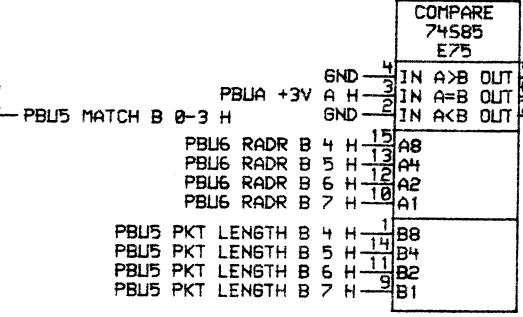 COMPARE
74S85
E75
GND 4 IN A>B OUT
PBUA +3V A H 3 IN A=B OUT
PBU5 MATCH B 0-3 H
GND 2 IN A<B OUT
PBU6 RADR B 4 H 15 A8
PBU6 RADR B 5 H 13 A4
PBU6 RADR B 6 H 12 A2
PBU6 RADR B 7 H 10 A1
PBU5 PKT LENGTH B 4 H 1 B8
PBU5 PKT LENGTH B 5 H 14 B4
PBU5 PKT LENGTH B 6 H 11 B2
PBU5 PKT LENGTH B 7 H 9 B1